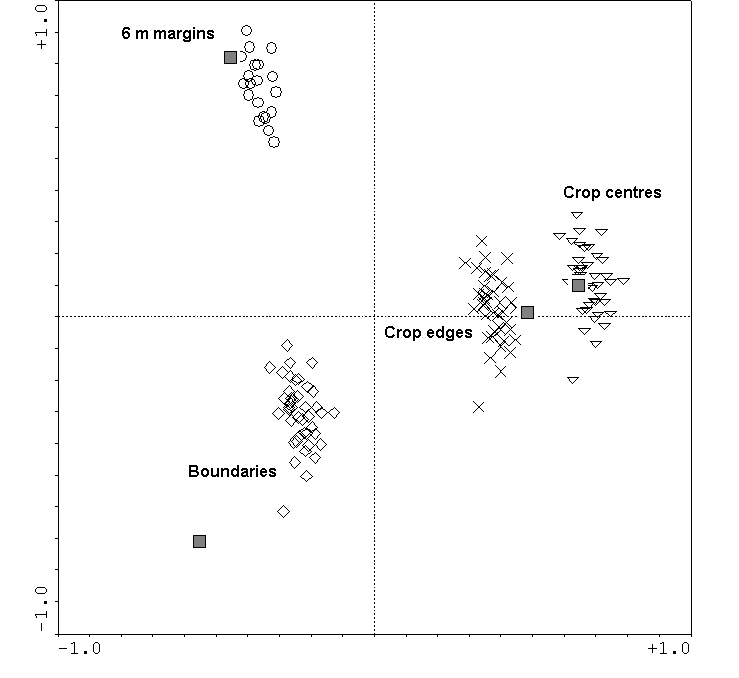 +1.0
6 m margins
Crop centres
Crop edges
Boundaries
-1.0
-1.0
+1.0